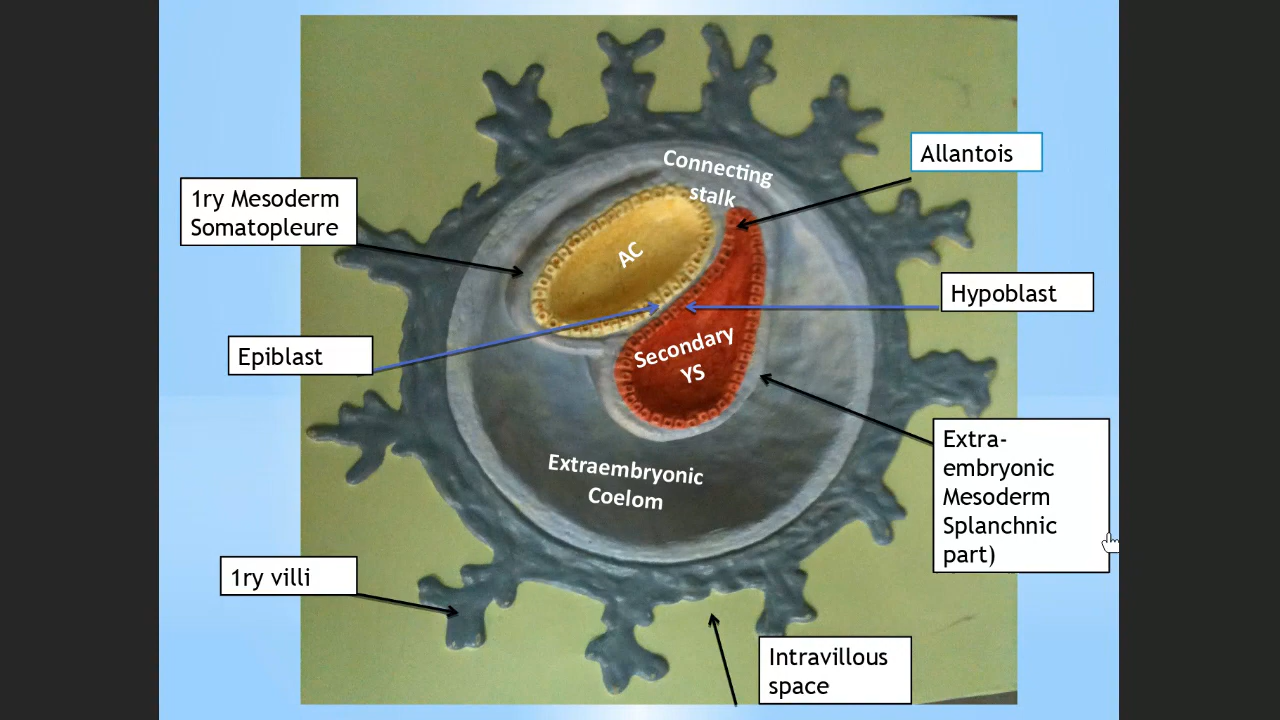 Connecting
stalk
Allantois
1ry Mesoderm
Somatopleure
AC
Hypoblast
Epiblast
Secondary
YS
Extra-
embryonic
Mesoderm
Splanchnic
part)
Extraembryonic
Coelom
1ry villi
Intravillous
space